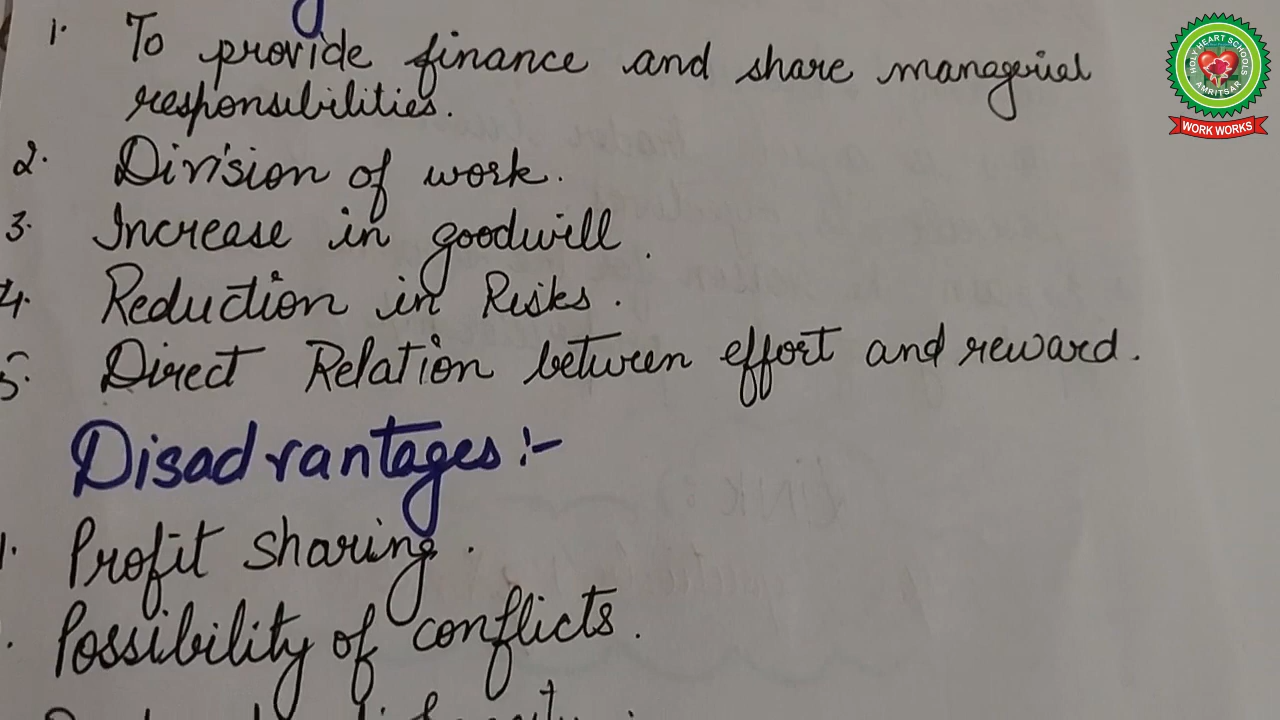 1. To provide finance and share managerial
responsibilities.
2. Division of work.
3. Increase in goodwill.
4. Reduction in Risks.
5. Direct Relation between effort and reward.
Disadvantages:-
1. Profit sharing.
. Possibility of conflicts.
HOLY HEART SCHOOLS
AMRITSAR
WORK WORKS